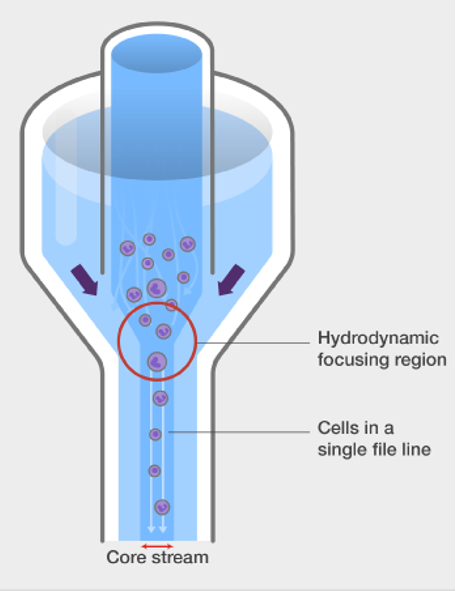 Hydrodynamic
focusing region
Cells in a
single file line
Core stream